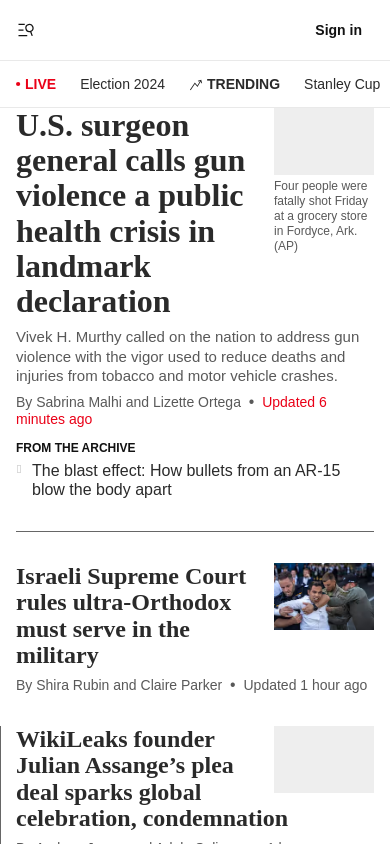 Sign in
LIVE Election 2024 TRENDING Stanley Cup
U.S. surgeon
general calls gun
violence a public
health crisis in
landmark
declaration
Four people were
fatally shot Friday
at a grocery store
in Fordyce, Ark.
(AP)
Vivek H. Murthy called on the nation to address gun
violence with the vigor used to reduce deaths and
injuries from tobacco and motor vehicle crashes.
By Sabrina Malhi and Lizette Ortega • Updated 6
minutes ago
FROM THE ARCHIVE
The blast effect: How bullets from an AR-15
blow the body apart
Israeli Supreme Court
rules ultra-Orthodox
must serve in the
military
By Shira Rubin and Claire Parker • Updated 1 hour ago
WikiLeaks founder
Julian Assange’s plea
deal sparks global
celebration, condemnation